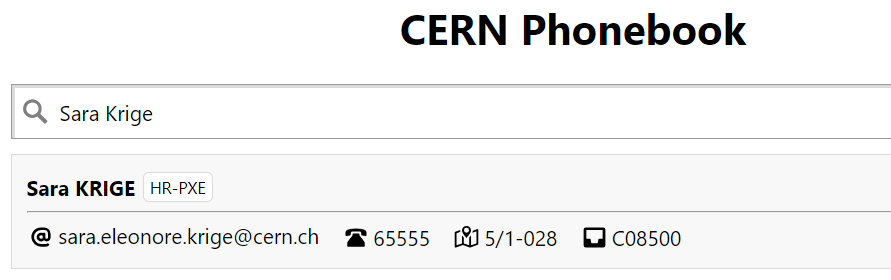 CERN Phonebook
Sara Krige
Sara KRIGE HR-PXE
sara.eleonore.krige@cern.ch 65555 5/1-028 C08500